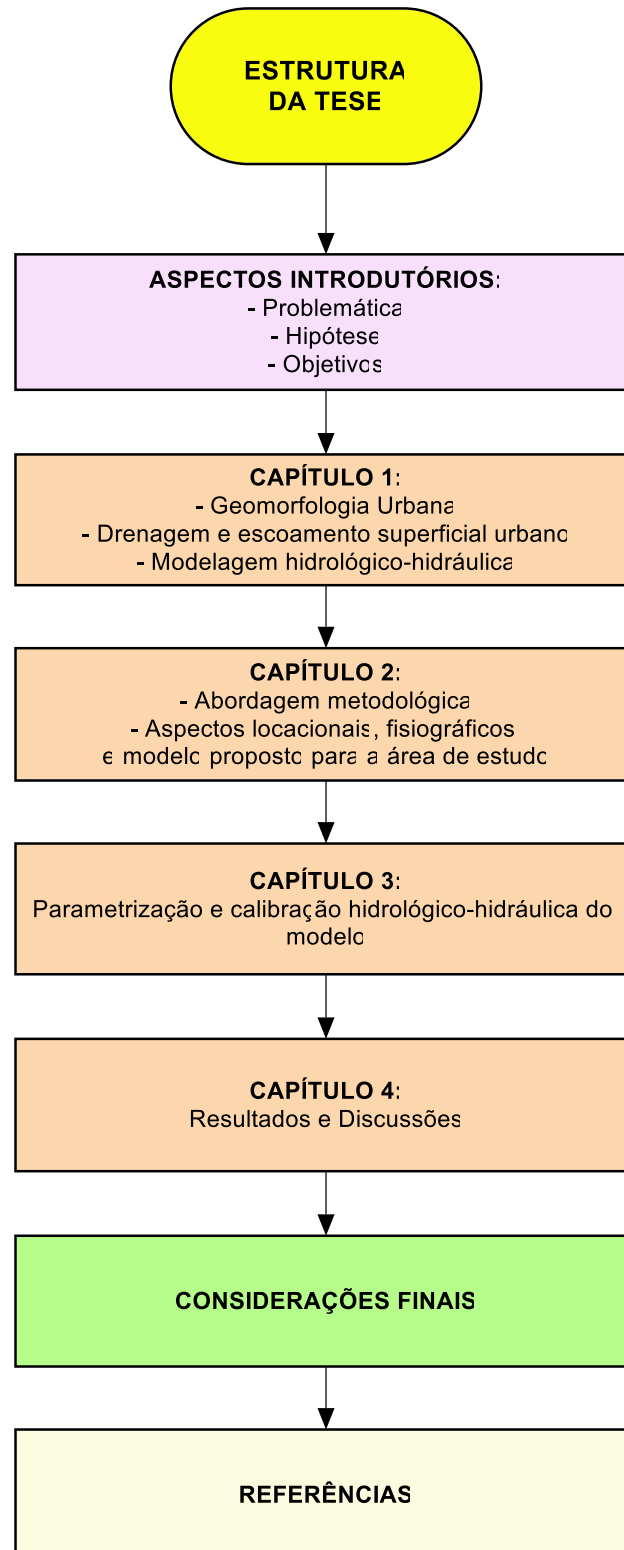 ESTRUTURA
DA TESE
ASPECTOS INTRODUTÓRIOS:
- Problemática
- Hipótese
- Objetivos
CAPÍTULO 1:
- Geomorfologia Urbana
- Drenagem e escoamento superficial urbano
- Modelagem hidrológico-hidráulica
CAPÍTULO 2:
- Abordagem metodológica
- Aspectos locacionais, fisiográficos
e modelo proposto para a área de estudo
CAPÍTULO 3:
Parametrização e calibração hidrológico-hidráulica do
modelo
CAPÍTULO 4:
Resultados e Discussões
CONSIDERAÇÕES FINAIS
REFERÊNCIAS